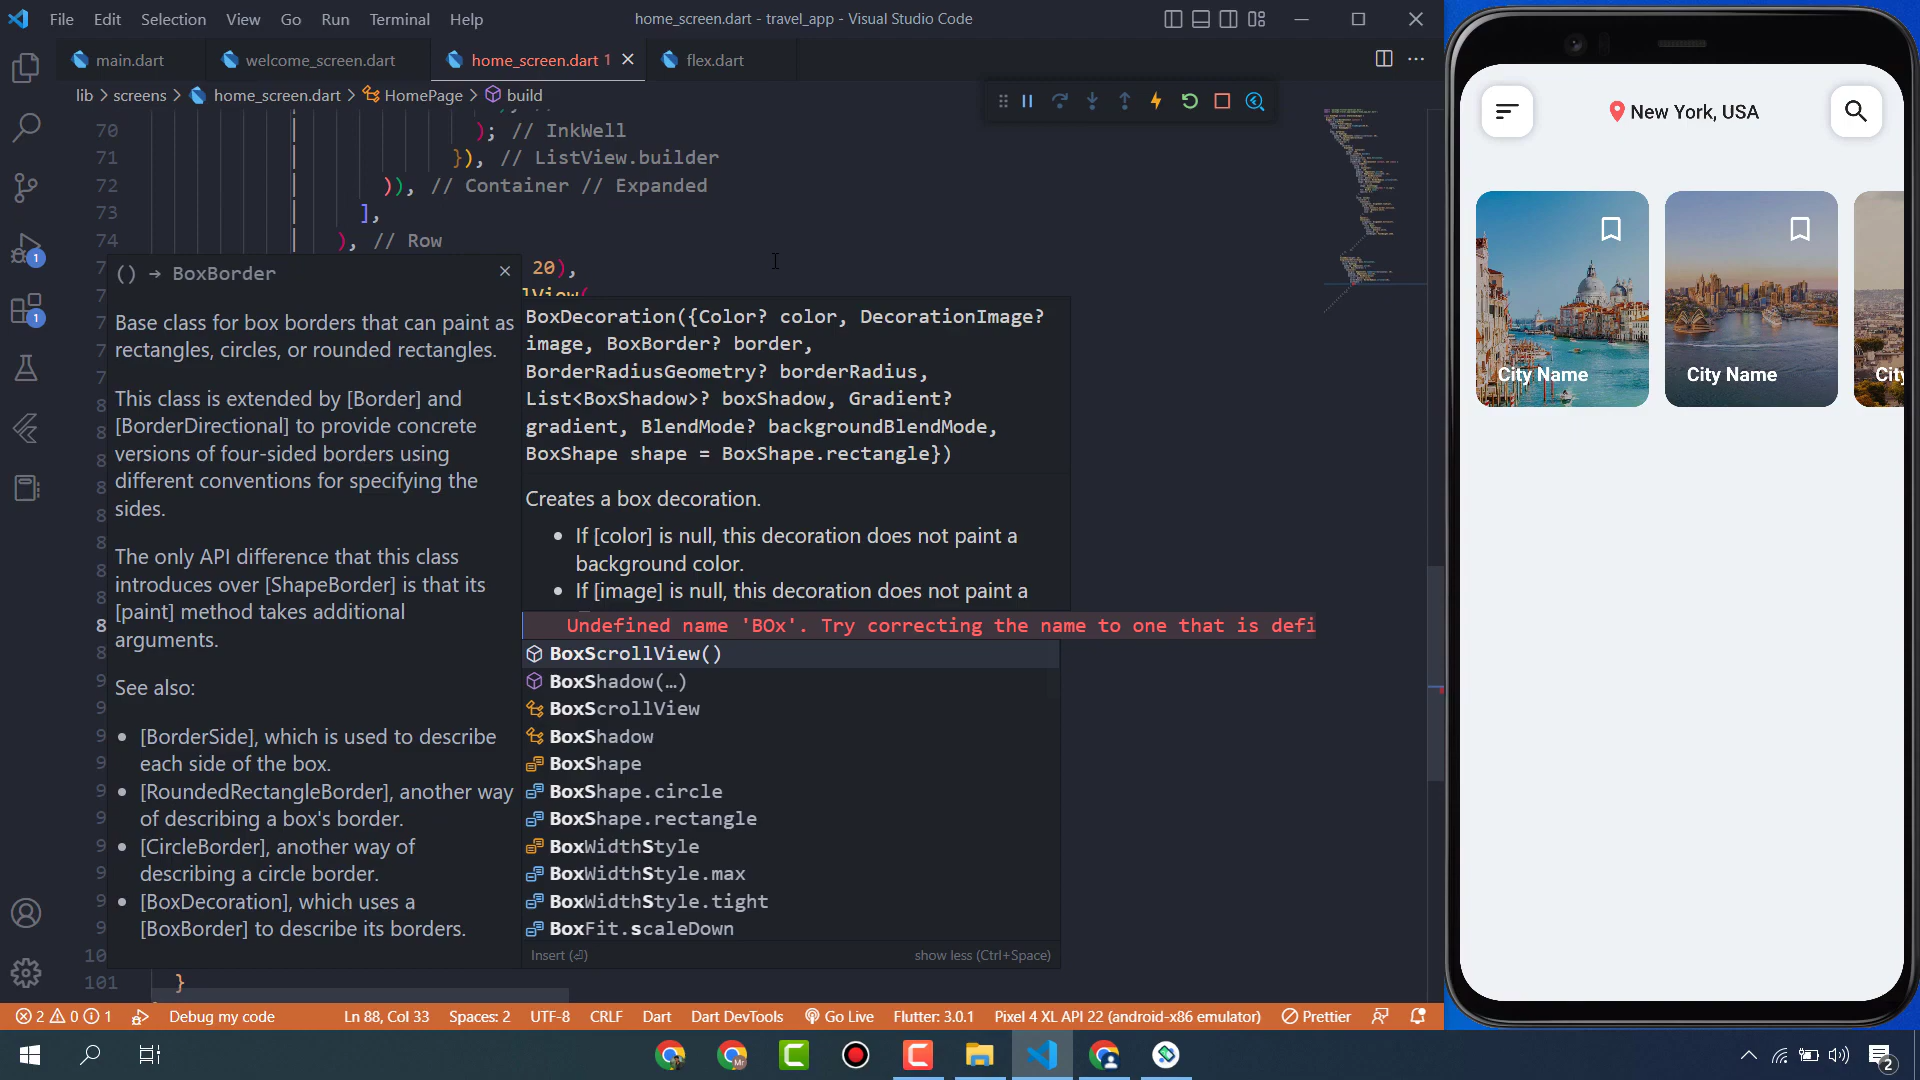 File Edit Selection View Go Run Terminal Help
home_screen.dart - travel_app - Visual Studio Code
main.dart
welcome_screen.dart
home_screen.dart 1
flex.dart
lib > screens > home_screen.dart > HomePage > build
70 ); // InkWell
71 }), // ListView.builder
72 )), // Container // Expanded
73 ],
74 ), // Row
20),
() → BoxBorder
Base class for box borders that can paint as
rectangles, circles, or rounded rectangles.
This class is extended by [Border] and
[BorderDirectional] to provide concrete
versions of four-sided borders using
different conventions for specifying the
sides.
The only API difference that this class
introduces over [ShapeBorder] is that its
[paint] method takes additional
arguments.
See also:
[BorderSide], which is used to describe
each side of the box.
[RoundedRectangleBorder], another way
of describing a box's border.
[CircleBorder], another way of
describing a circle border.
[BoxDecoration], which uses a
[BoxBorder] to describe its borders.
BoxDecoration({Color? color, DecorationImage?
image, BoxBorder? border,
BorderRadiusGeometry? borderRadius,
List<BoxShadow>? boxShadow, Gradient?
gradient, BlendMode? backgroundBlendMode,
BoxShape shape = BoxShape.rectangle})
Creates a box decoration.
If [color] is null, this decoration does not paint a
background color.
If [image] is null, this decoration does not paint a
Undefined name 'BOx'. Try correcting the name to one that is defi
BoxScrollView()
BoxShadow(…)
BoxScrollView
BoxShadow
BoxShape
BoxShape.circle
BoxShape.rectangle
BoxWidthStyle
BoxWidthStyle.max
BoxWidthStyle.tight
BoxFit.scaleDown
Insert (⏎)
show less (Ctrl+Space)
101 }
2 0 1 Debug my code
Ln 88, Col 33 Spaces: 2 UTF-8 CRLF Dart Dart DevTools Go Live Flutter: 3.0.1 Pixel 4 XL API 22 (android-x86 emulator) Prettier
New York, USA
City Name
City Name
City
1
1
2